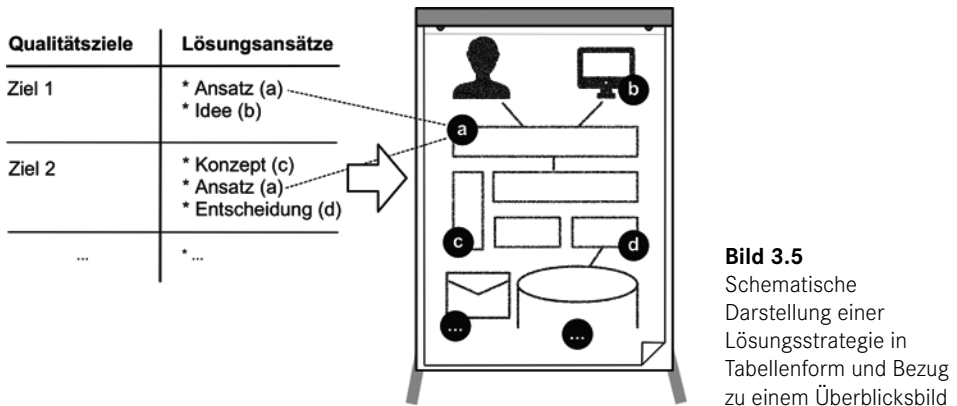 Qualitätsziele
Lösungsansätze
Ziel 1
* Ansatz (a)
* Idee (b)
Ziel 2
* Konzept (c)
* Ansatz (a)
* Entscheidung (d)
...
* ...
b
a
c
d
...
...
Bild 3.5
Schematische
Darstellung einer
Lösungsstrategie in
Tabellenform und Bezug
zu einem Überblicksbild